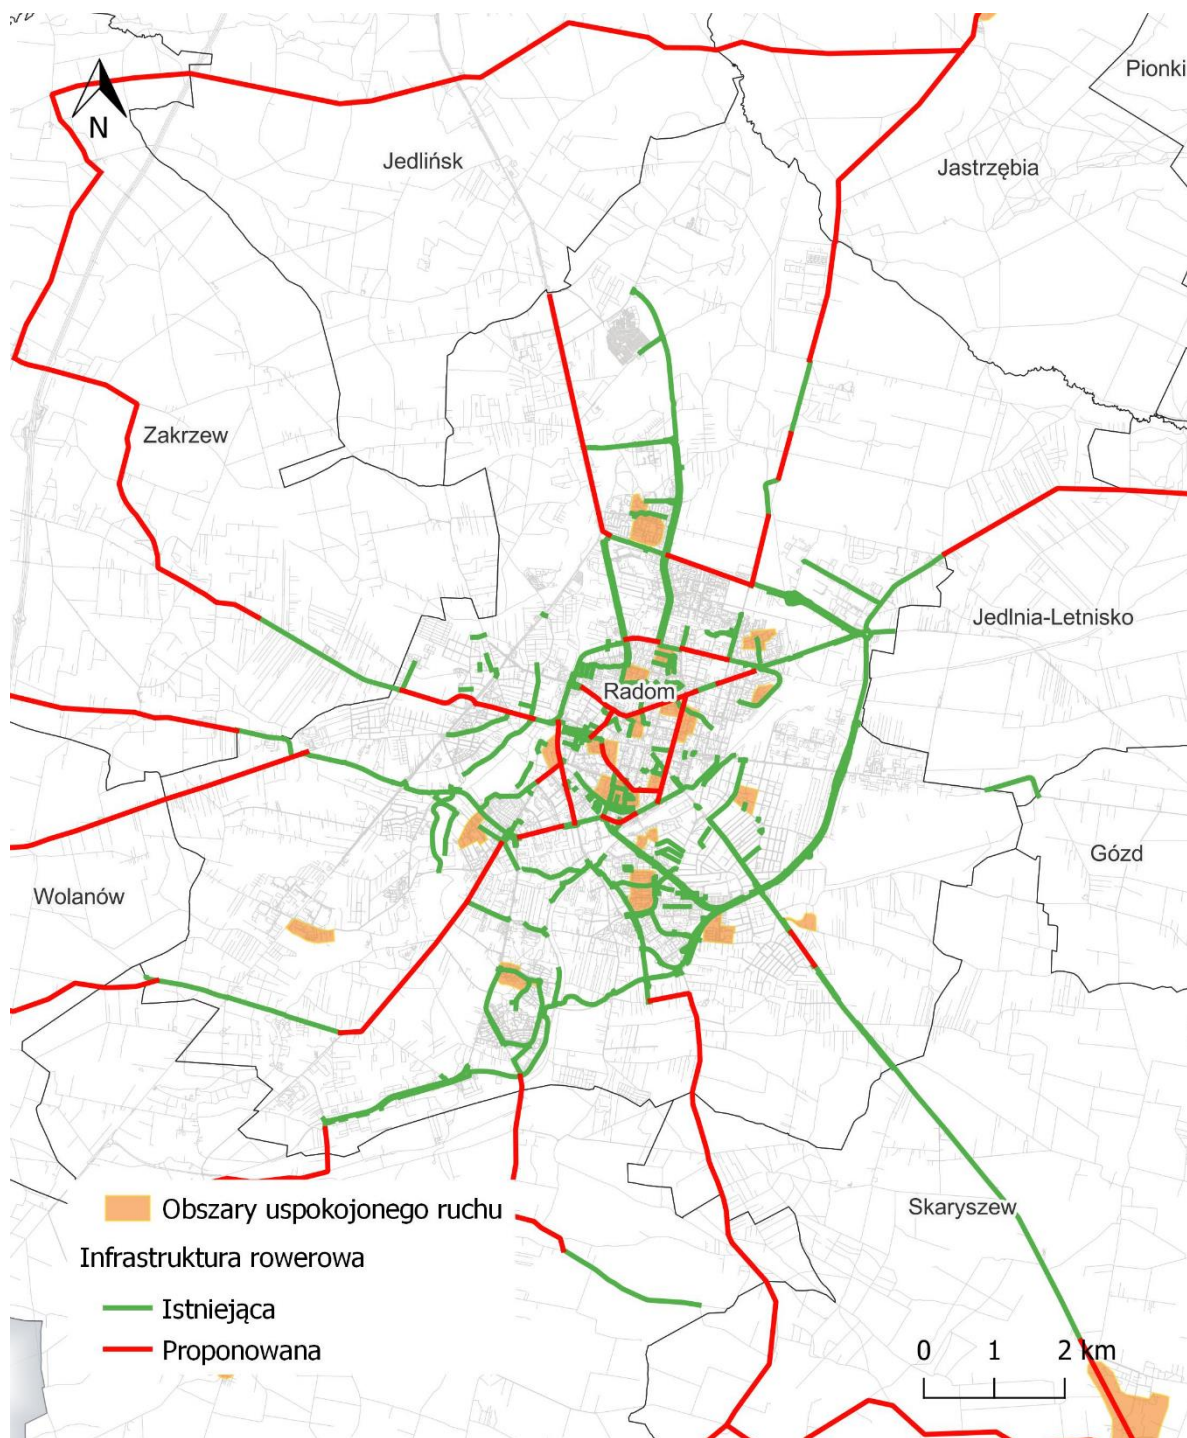 Pionki
N
Jedlińsk
Jastrzębia
Zakrzew
Jedlnia-Letnisko
Radom
Gózd
Wolanów
Skaryszew
Obszary uspokojonego ruchu
Infrastruktura rowerowa
Istniejąca
Proponowana
0 1 2 km